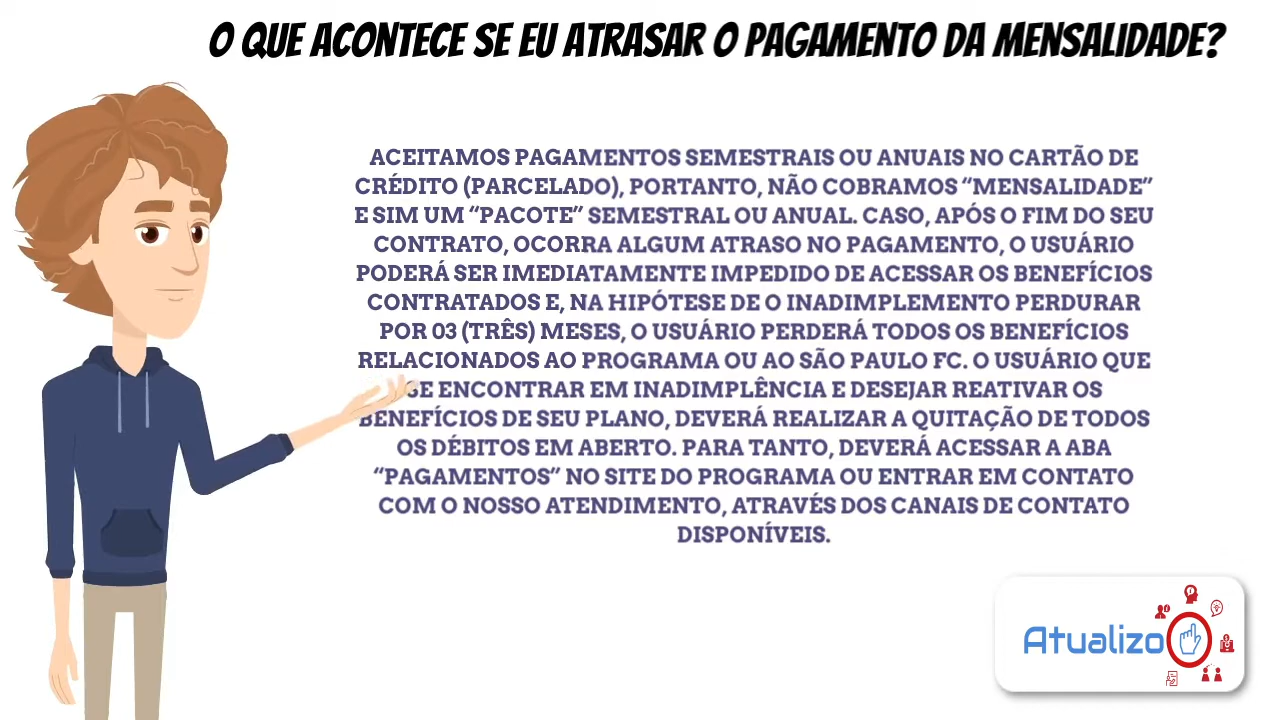 O QUE ACONTECE SE EU ATRASAR O PAGAMENTO DA MENSALIDADE?
ACEITAMOS PAGAMENTOS SEMESTRAIS OU ANUAIS NO CARTÃO DE
CRÉDITO (PARCELADO), PORTANTO, NÃO COBRAMOS “MENSALIDADE”
E SIM UM “PACOTE” SEMESTRAL OU ANUAL. CASO, APÓS O FIM DO SEU
CONTRATO, OCORRA ALGUM ATRASO NO PAGAMENTO, O USUÁRIO
PODERÁ SER IMEDIATAMENTE IMPEDIDO DE ACESSAR OS BENEFÍCIOS
CONTRATADOS E, NA HIPÓTESE DE O INADIMPLEMENTO PERDURAR
POR 03 (TRÊS) MESES, O USUÁRIO PERDERÁ TODOS OS BENEFÍCIOS
RELACIONADOS AO PROGRAMA OU AO SÃO PAULO FC. O USUÁRIO QUE
SE ENCONTRAR EM INADIMPLÊNCIA E DESEJAR REATIVAR OS
BENEFÍCIOS DE SEU PLANO, DEVERÁ REALIZAR A QUITAÇÃO DE TODOS
OS DÉBITOS EM ABERTO. PARA TANTO, DEVERÁ ACESSAR A ABA
“PAGAMENTOS” NO SITE DO PROGRAMA OU ENTRAR EM CONTATO
COM O NOSSO ATENDIMENTO, ATRAVÉS DOS CANAIS DE CONTATO
DISPONÍVEIS.
Atualizo